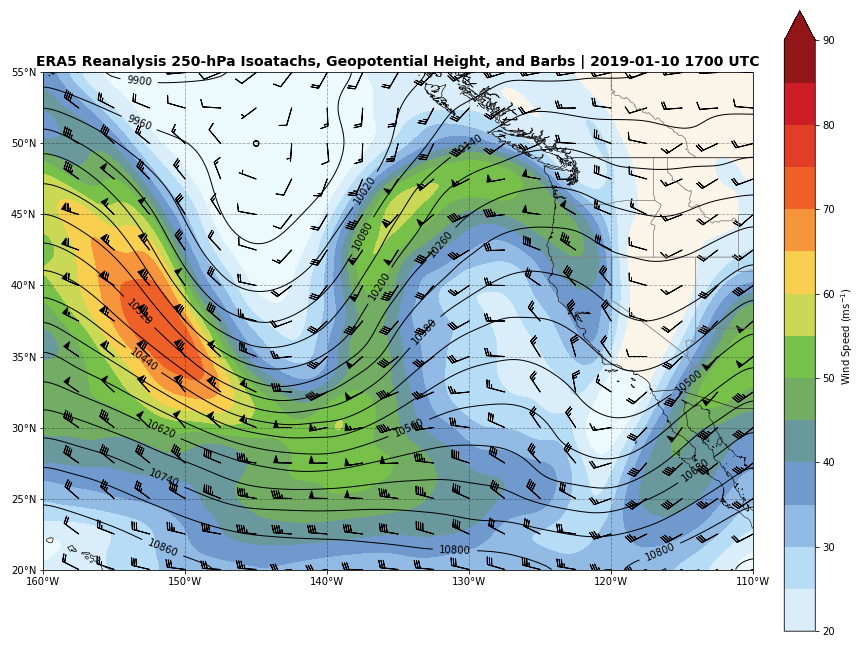 ERA5 Reanalysis 250-hPa Isoatachs, Geopotential Height, and Barbs | 2019-01-10 1700 UTC
55°N
50°N
45°N
40°N
35°N
30°N
25°N
20°N
160°W
150°W
140°W
130°W
120°W
110°W
9900
9960
10020
10080
10140
10200
10260
10320
10380
10440
10500
10560
10620
10680
10740
10800
10800
10860
90
80
70
60
50
40
30
20
Wind Speed (ms⁻¹)